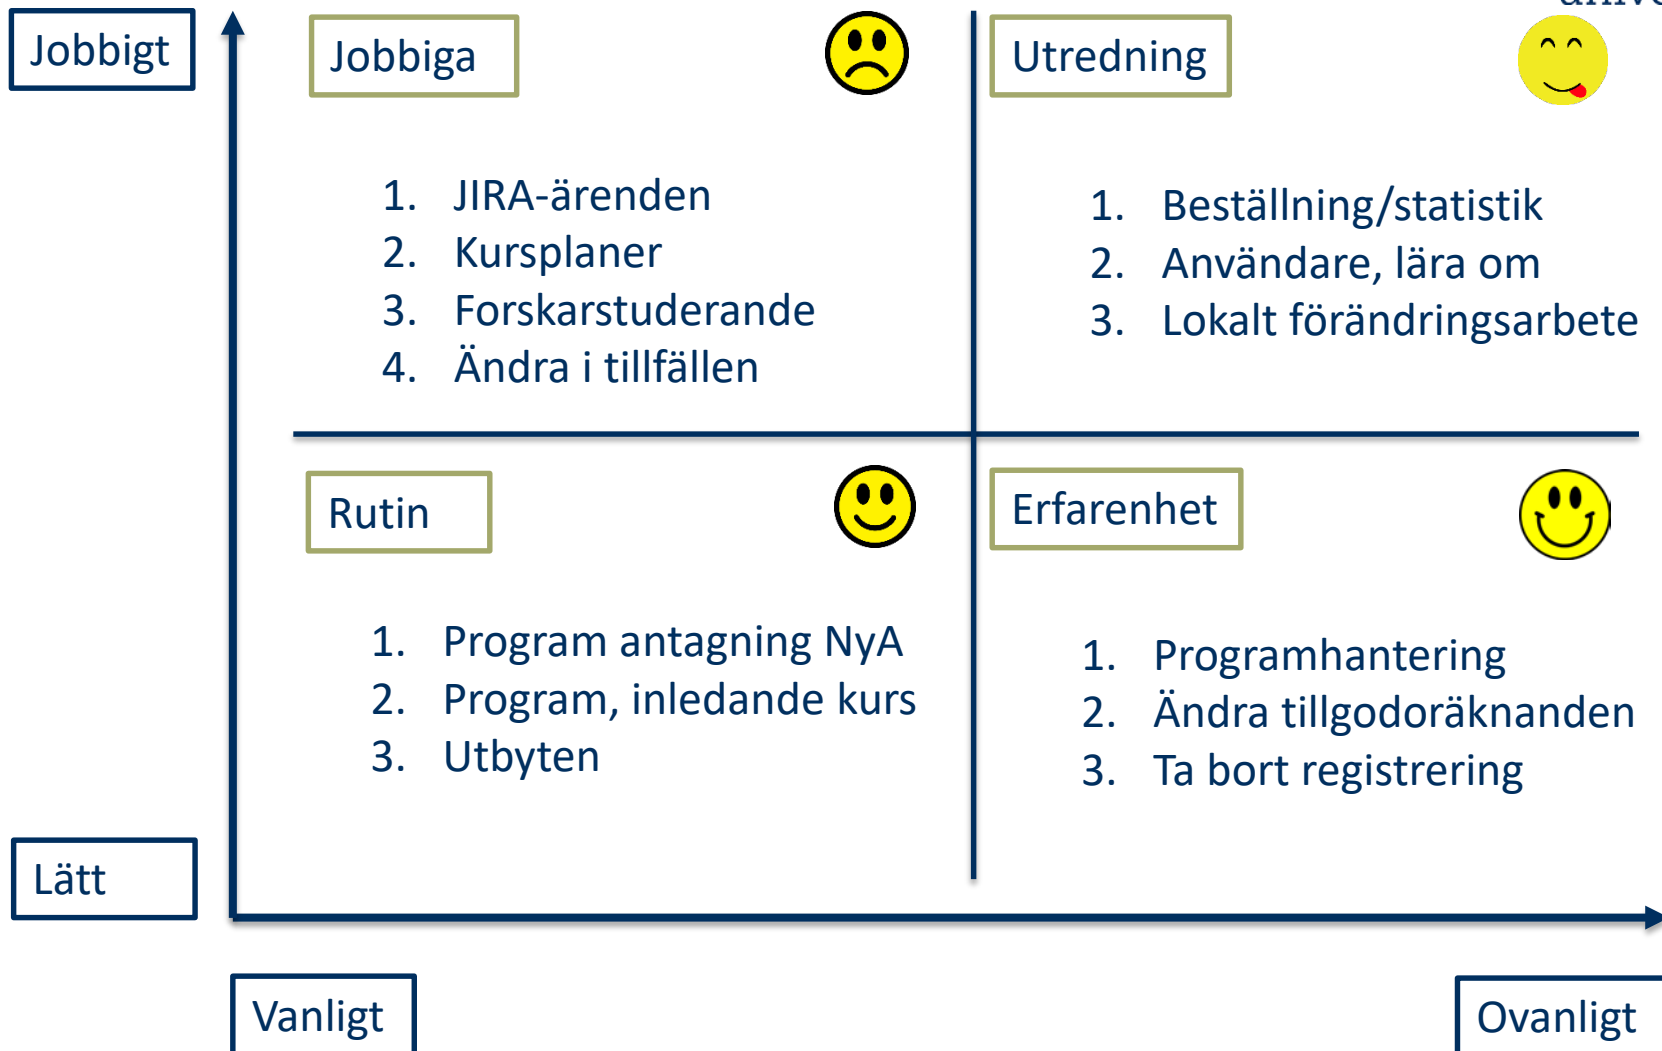 Jobbigt
Jobbiga
Utredning
1. JIRA-ärenden
2. Kursplaner
3. Forskarstuderande
4. Ändra i tillfällen
1. Beställning/statistik
2. Användare, lära om
3. Lokalt förändringsarbete
Rutin
Erfarenhet
1. Program antagning NyA
2. Program, inledande kurs
3. Utbyten
1. Programhantering
2. Ändra tillgodoräknanden
3. Ta bort registrering
Lätt
Vanligt
Ovanligt